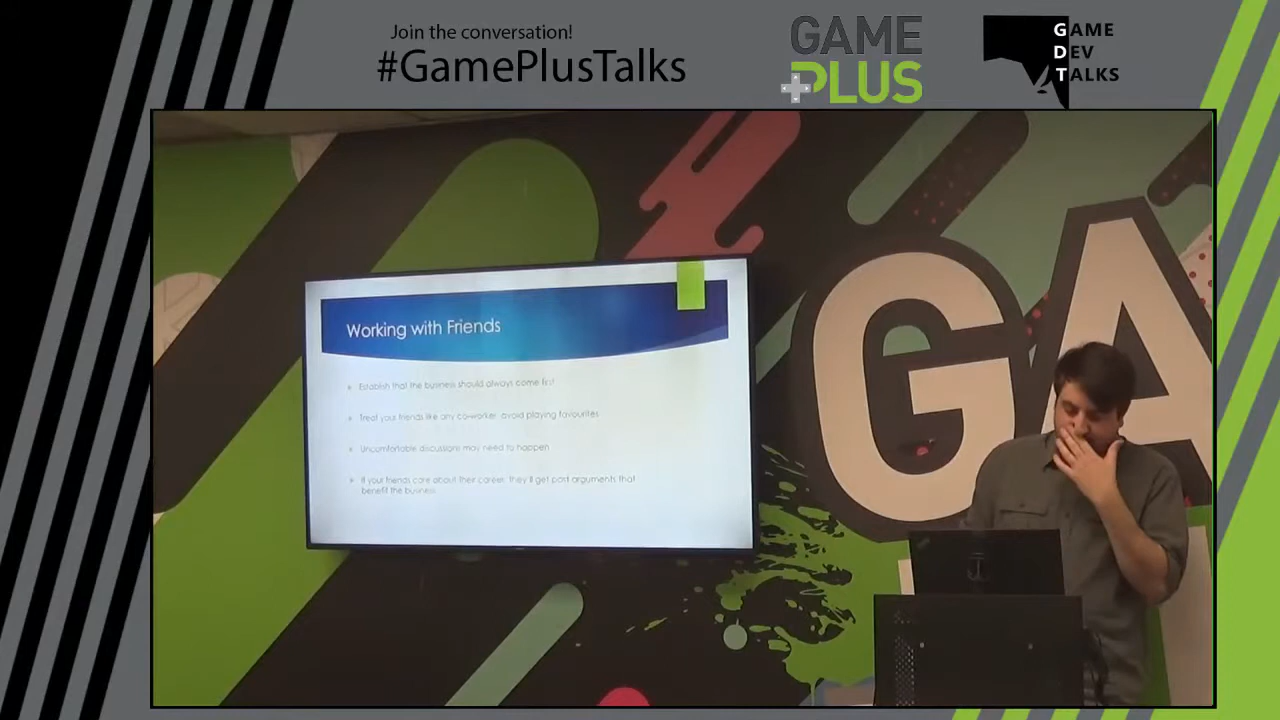 Join the conversation!
#GamePlusTalks
GAME
PLUS
GAME
DEV
TALKS
Working with Friends
Establish that the business should always come first
Treat your friends like any co-worker, avoid playing favourites
Uncomfortable discussions may need to happen
If your friends care about their career, they'll get past arguments that
benefit the business
GA